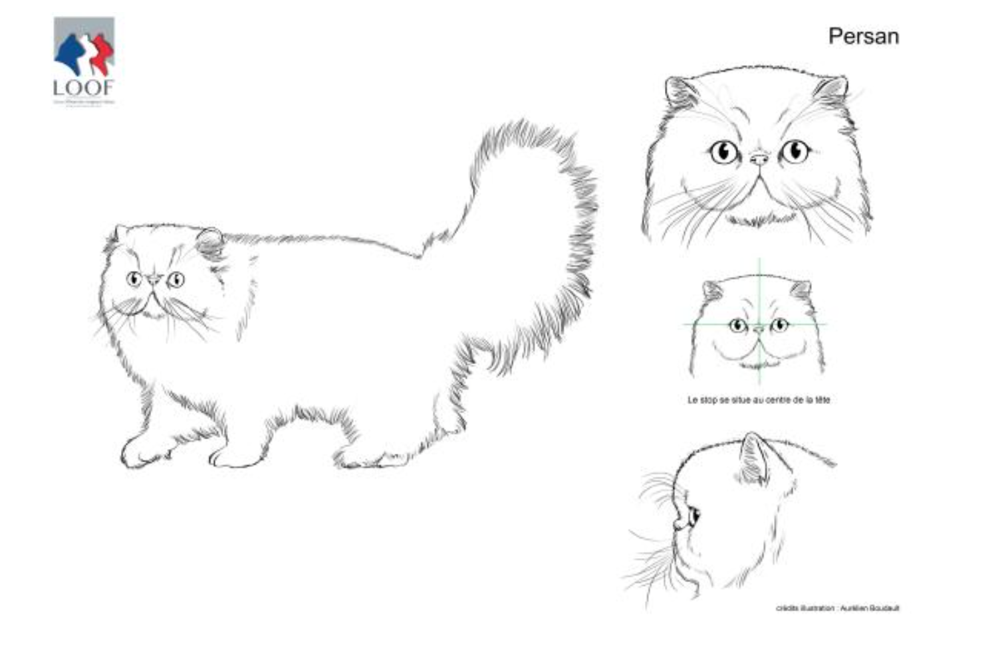 LOOF
Persan
Le stop se situe au centre de la tête
crédits illustration : Aurélien Boudault